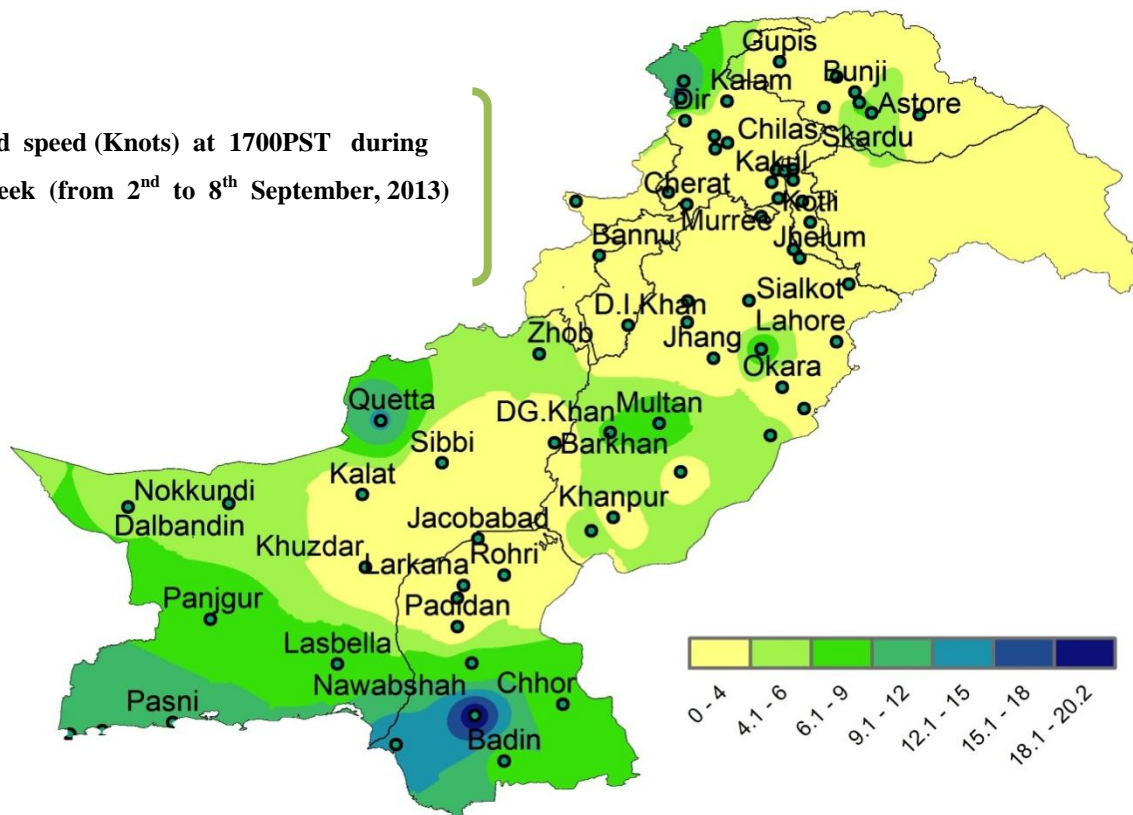 Gupis
Bunji
Kalam
Dir
Astore
d speed (Knots) at 1700PST during
Chilas
Skardu
Kakul
eek (from 2nd to 8th September, 2013)
Cherat
Kotli
Murree
Bannu
Jhelum
Sialkot
D.I.Khan
Lahore
Zhob
Jhang
Okara
Quetta
DG.Khan
Multan
Barkhan
Sibbi
Kalat
Nokkundi
Khanpur
Dalbandin
Jacobabad
Khuzdar
Rohri
Larkana
Panjgur
Padidan
Lasbella
Nawabshah
Chhor
Pasni
Badin
0 - 4
4.1 - 6
6.1 - 9
9.1 - 12
12.1 - 15
15.1 - 18
18.1 - 20.2